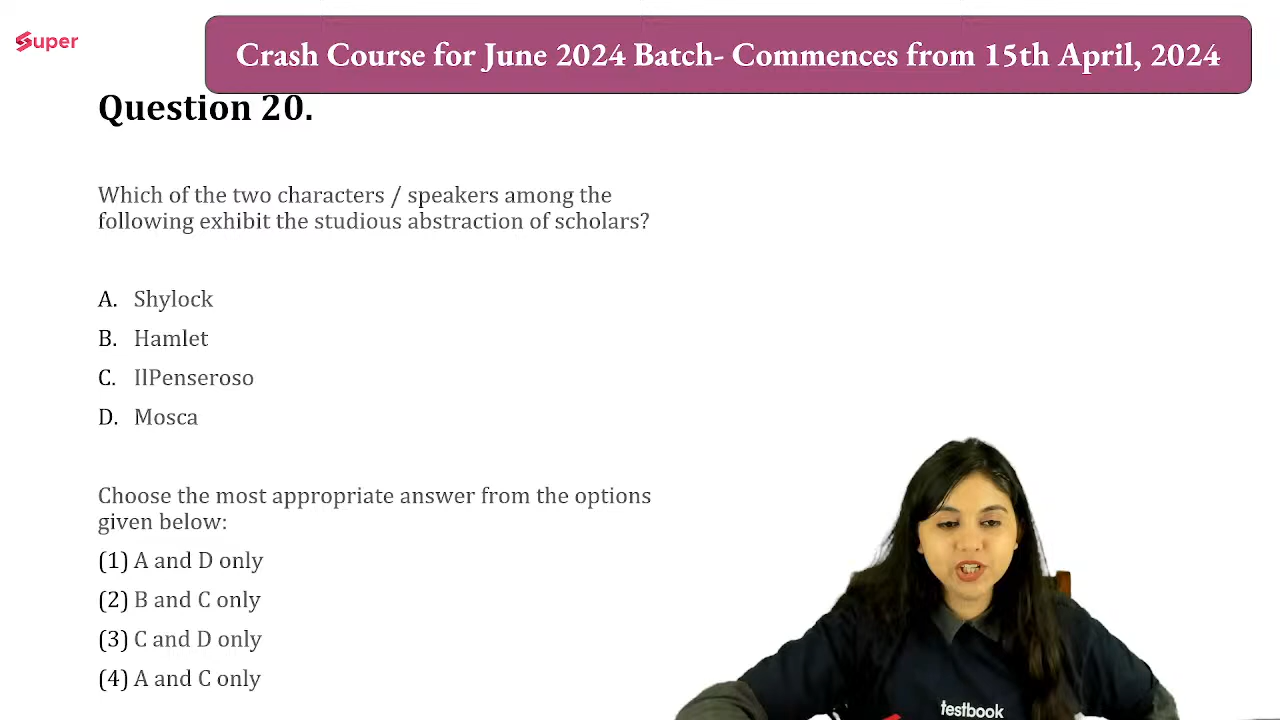 Super
Crash Course for June 2024 Batch- Commences from 15th April, 2024
Question 20.
Which of the two characters / speakers among the
following exhibit the studious abstraction of scholars?
A. Shylock
B. Hamlet
C. IlPenseroso
D. Mosca
Choose the most appropriate answer from the options
given below:
(1) A and D only
(2) B and C only
(3) C and D only
(4) A and C only
testbook